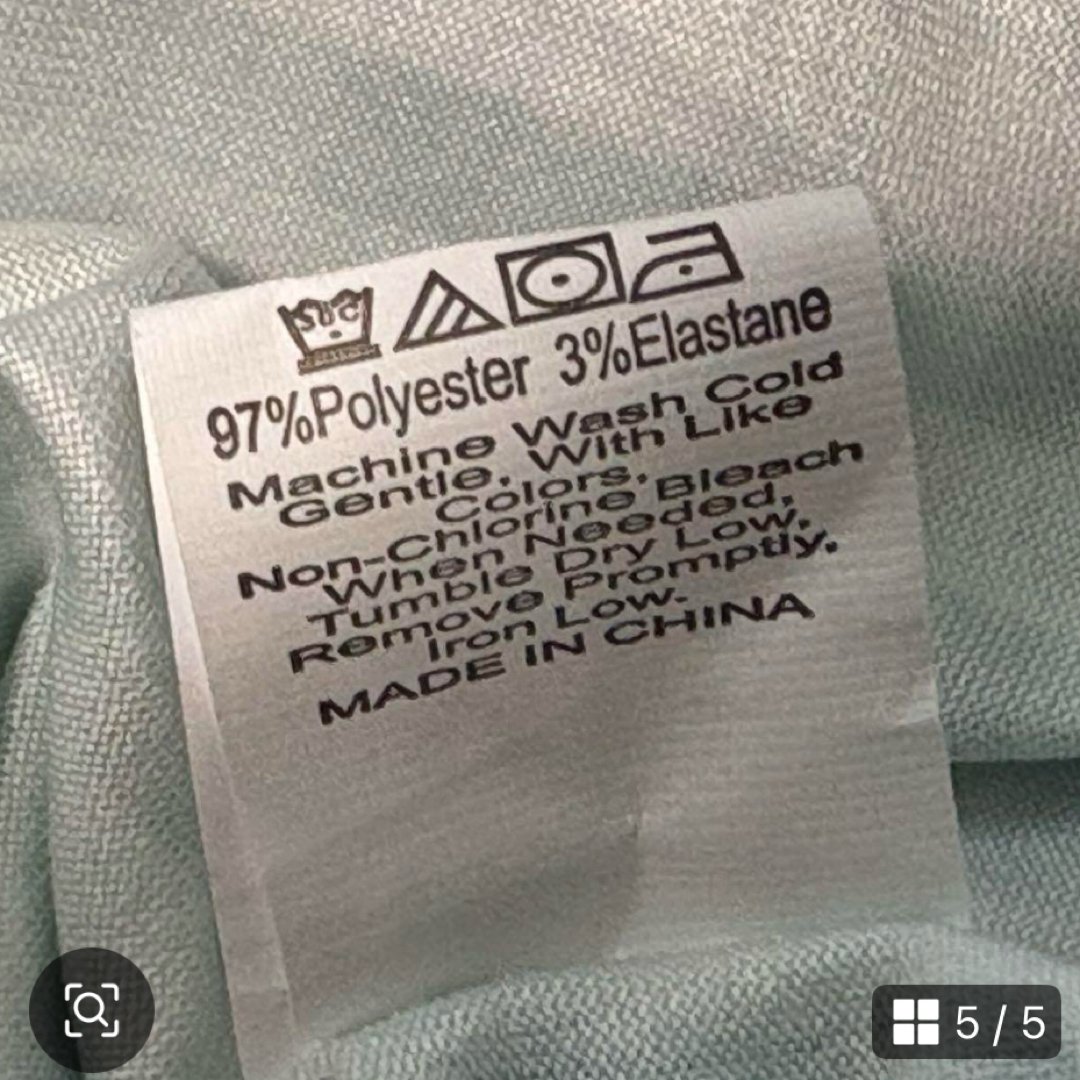 97%Polyester 3%Elastane
Machine Wash Cold
Gentle. With Like
Colors.
Non-Chlorine Bleach
When Needed,
Tumble Dry Low.
Remove Promptly.
Iron Low.
MADE IN CHINA
5 / 5